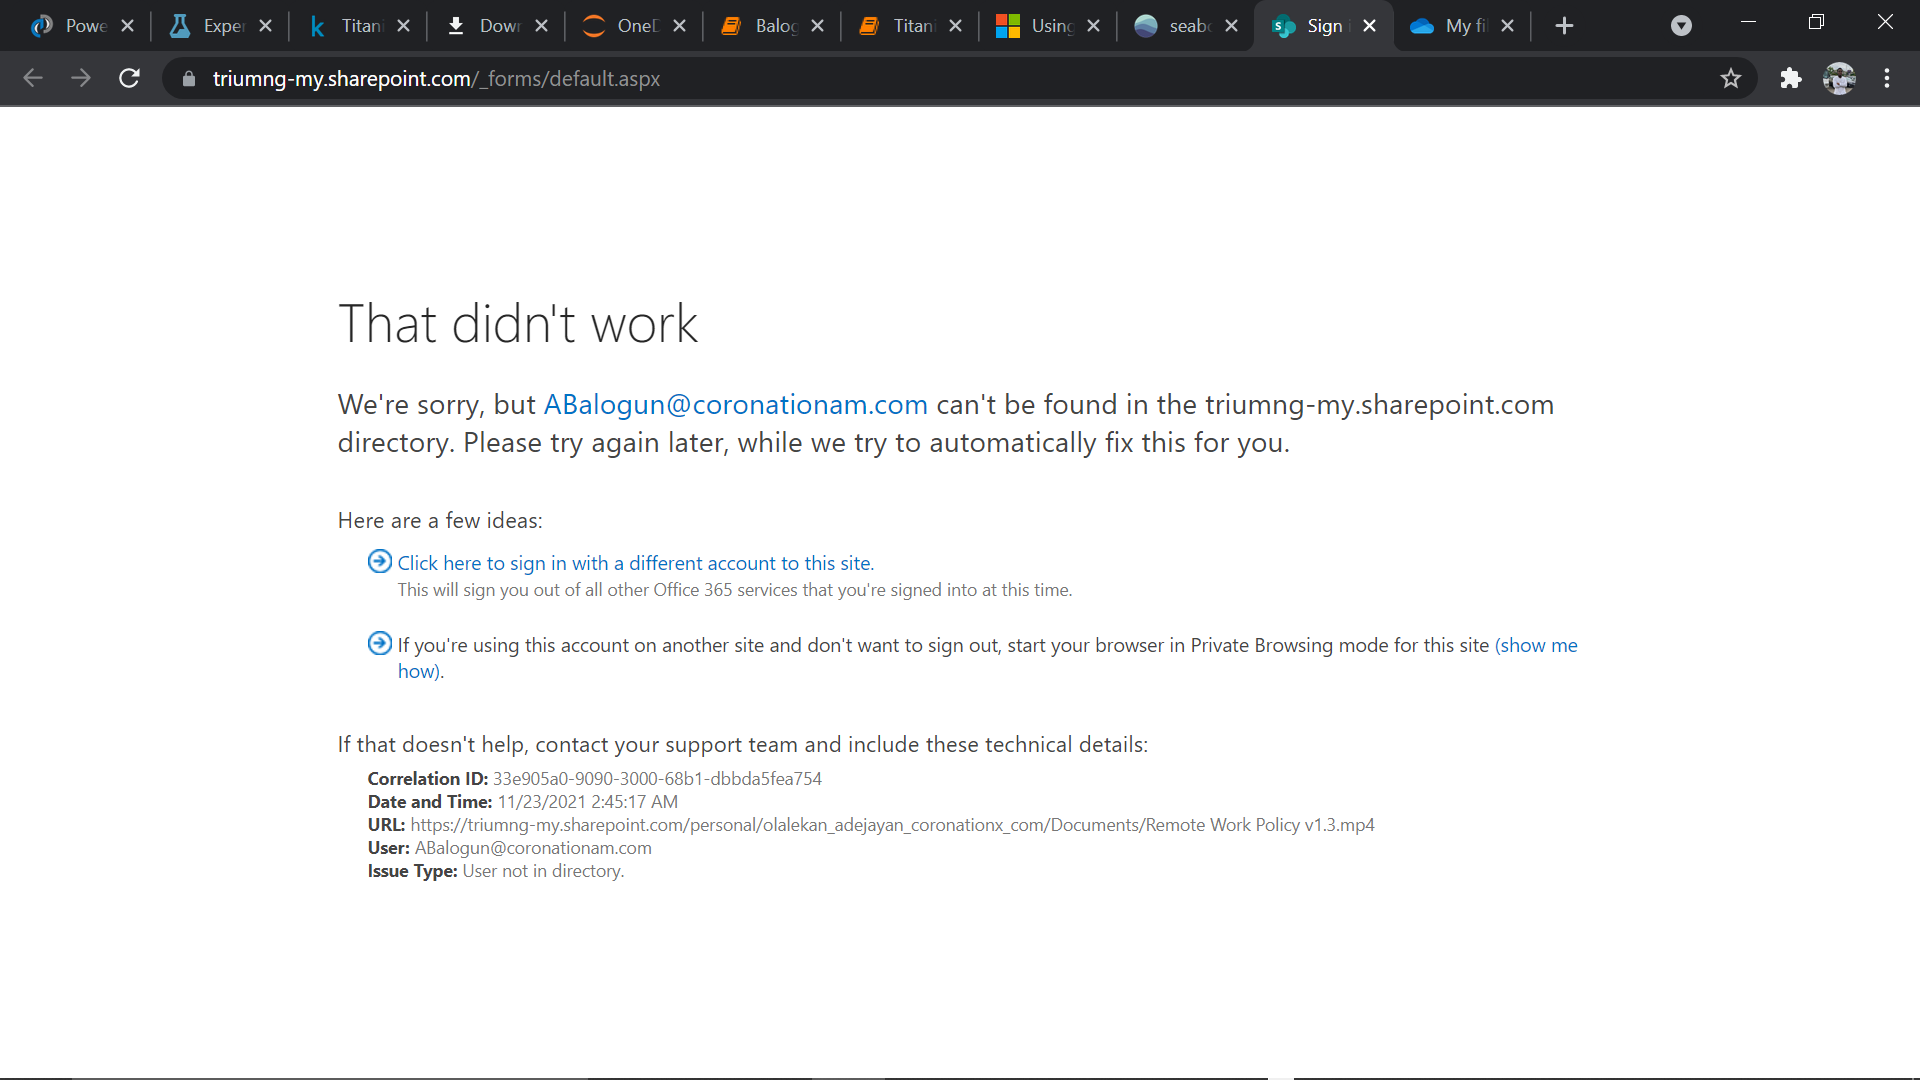 Powe
Exper
Titani
Down
OneD
Balog
Titani
Using
seabo
Sign i
My fil
triumng-my.sharepoint.com/_forms/default.aspx
That didn't work
We're sorry, but ABalogun@coronationam.com can't be found in the triumng-my.sharepoint.com
directory. Please try again later, while we try to automatically fix this for you.
Here are a few ideas:
Click here to sign in with a different account to this site.
This will sign you out of all other Office 365 services that you're signed into at this time.
If you're using this account on another site and don't want to sign out, start your browser in Private Browsing mode for this site (show me
how).
If that doesn't help, contact your support team and include these technical details:
Correlation ID: 33e905a0-9090-3000-68b1-dbbda5fea754
Date and Time: 11/23/2021 2:45:17 AM
URL: https://triumng-my.sharepoint.com/personal/olalekan_adejayan_coronationx_com/Documents/Remote Work Policy v1.3.mp4
User: ABalogun@coronationam.com
Issue Type: User not in directory.